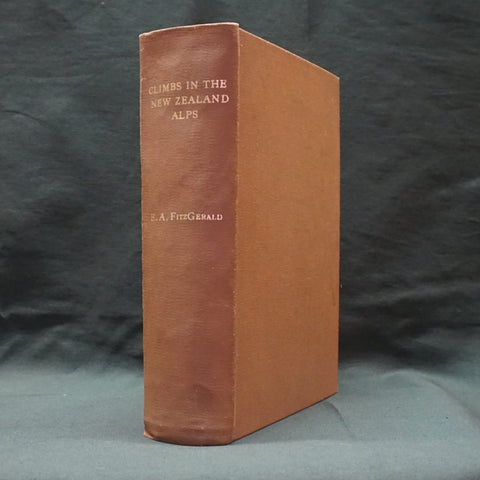 CLIMBS IN THE
NEW ZEALAND
ALPS
E. A. FITZGERALD